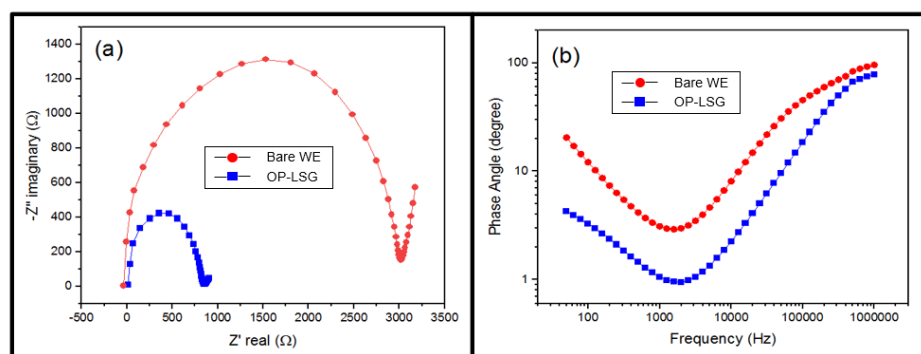 (a)
1400
1200
1000
800
600
400
200
0
-Z'' imaginary (Ω)
Bare WE
OP-LSG
-500 0 500 1000 1500 2000 2500 3000 3500
Z' real (Ω)
(b)
100
10
1
Phase Angle (degree)
Bare WE
OP-LSG
100 1000 10000 100000 1000000
Frequency (Hz)